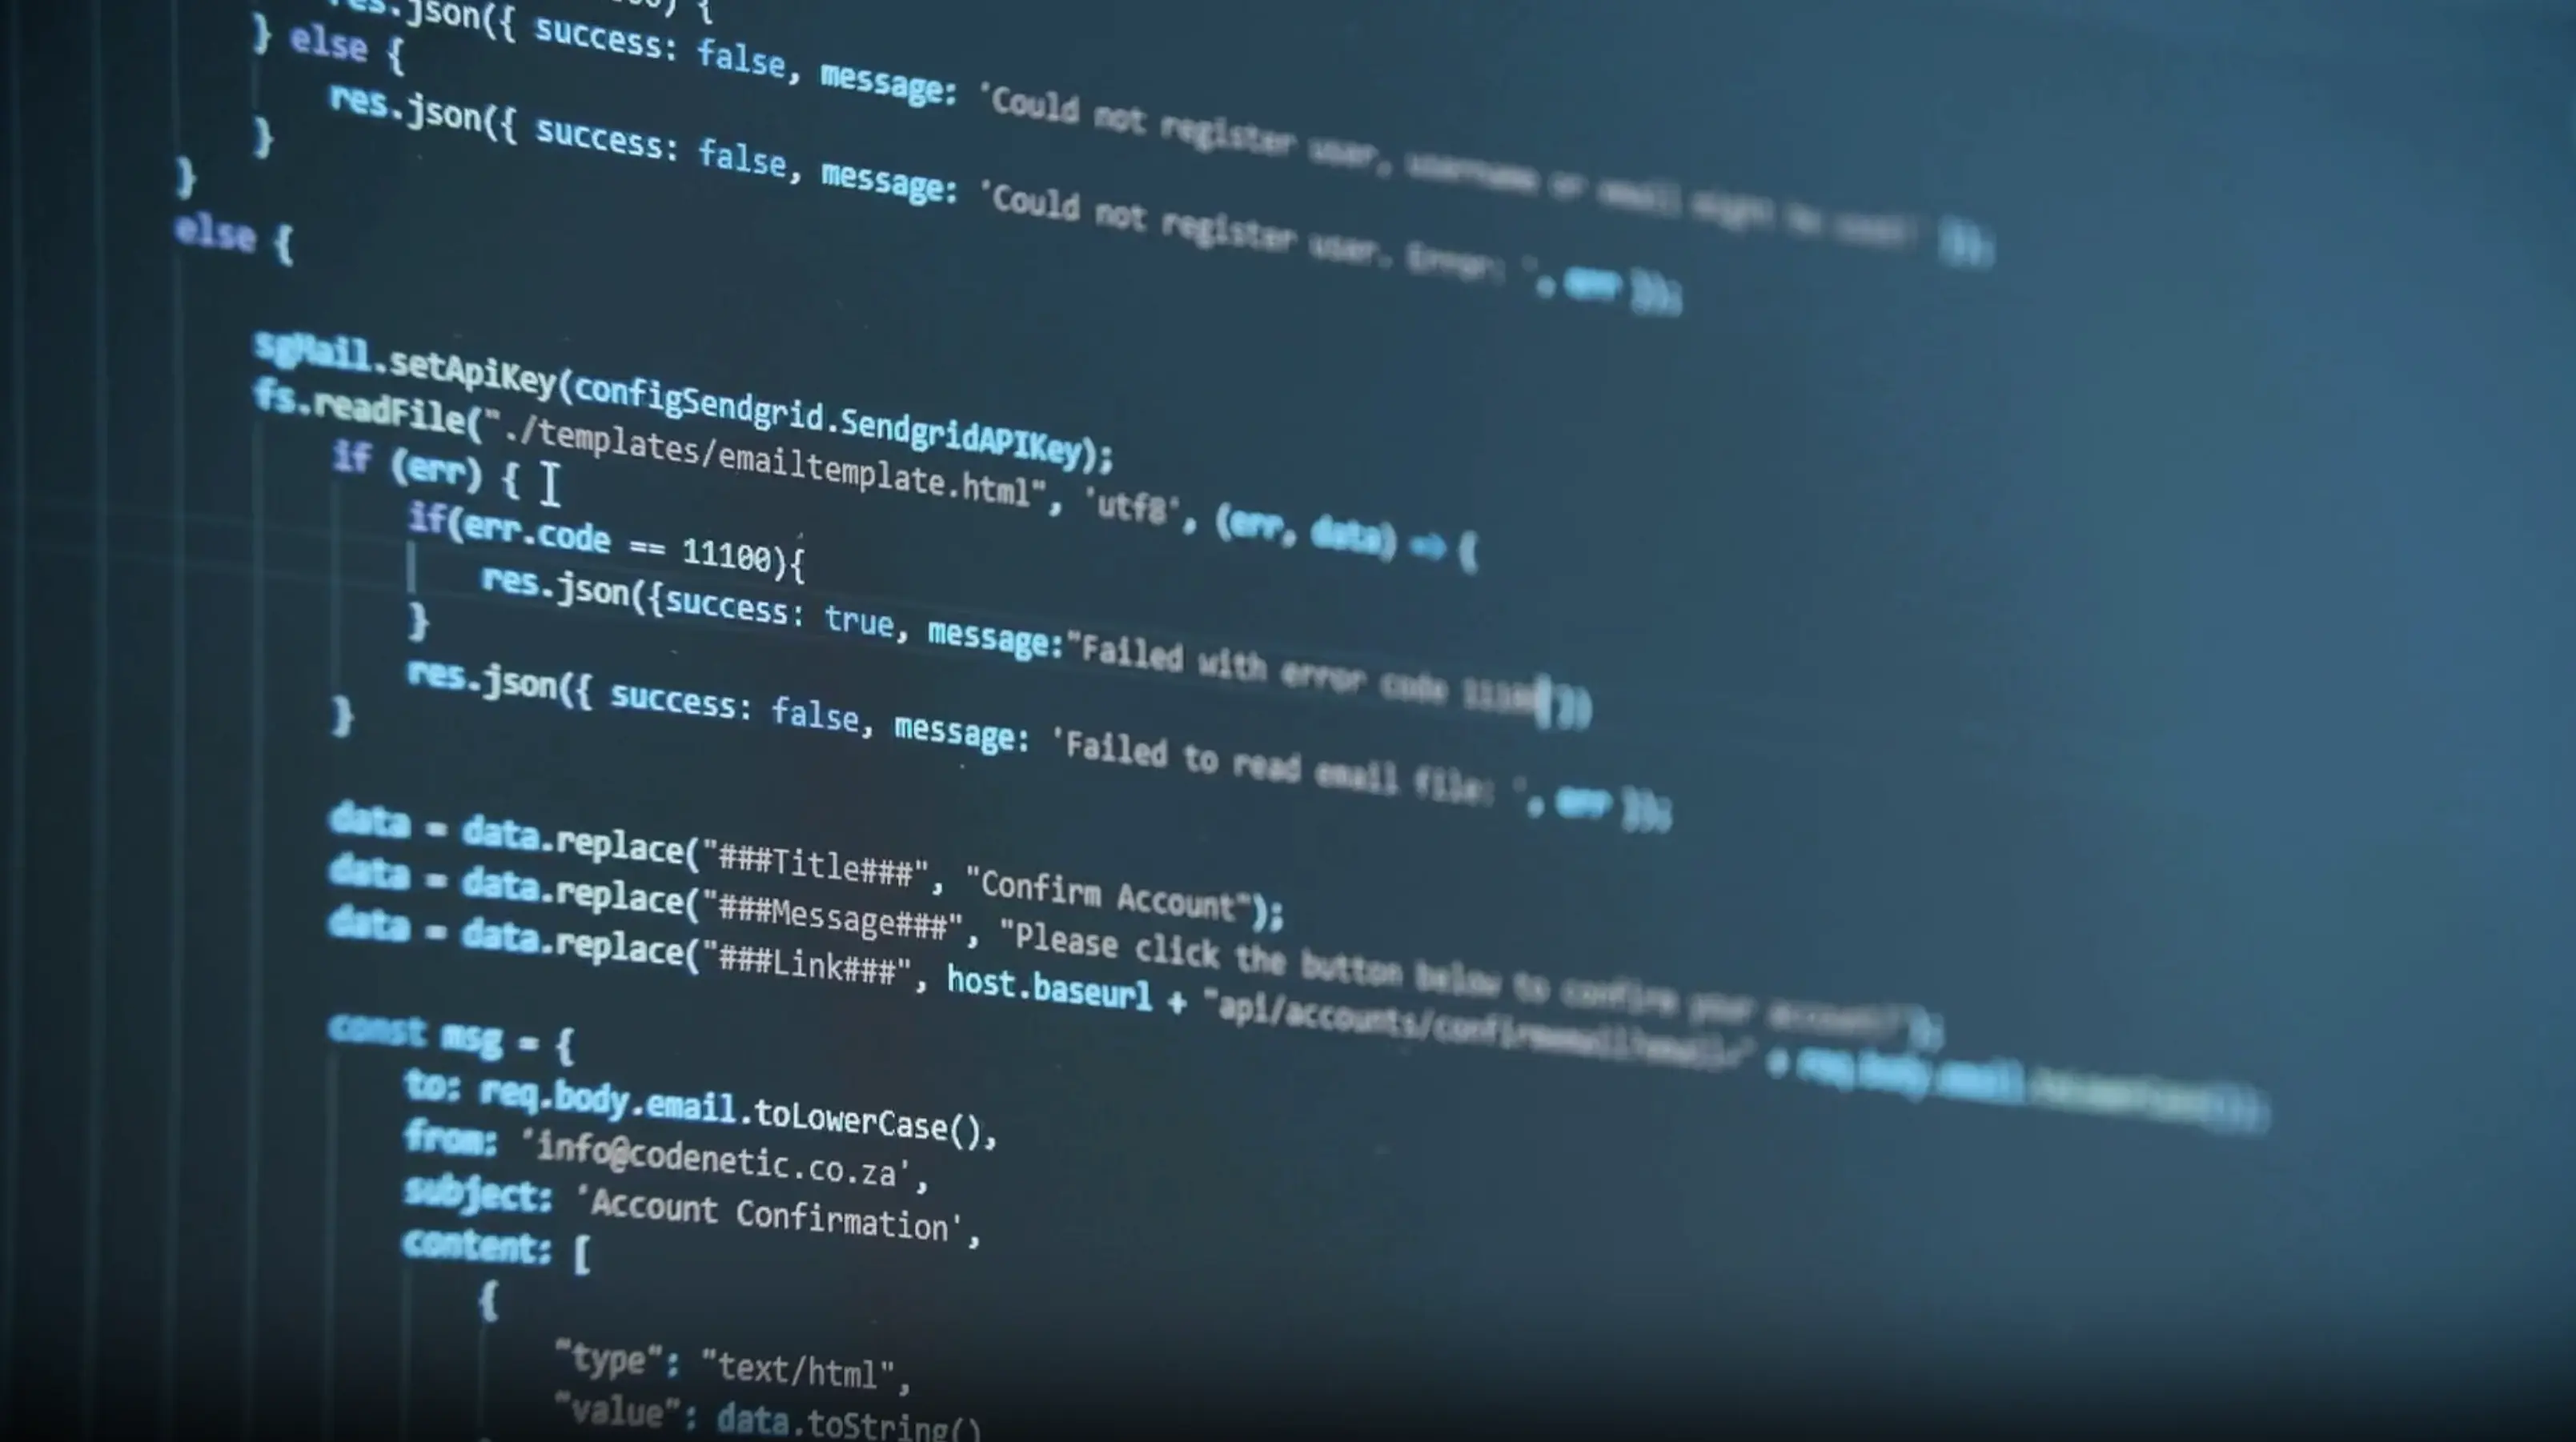 res.json({ success: false, message: 'Could not register user, username or email might be used!' });
} else {
res.json({ success: false, message: 'Could not register user. Error: ', err });
}
}
else {
sgMail.setApiKey(configSendgrid.SendgridAPIKey);
fs.readFile("./templates/emailtemplate.html", 'utf8', (err, data) => {
if (err) {
if(err.code == 11100){
res.json({success: true, message:"Failed with error code 11100"})
}
res.json({ success: false, message: 'Failed to read email file: ', err });
}
data = data.replace("###Title###", "Confirm Account");
data = data.replace("###Message###", "Please click the button below to confirm your account!");
data = data.replace("###Link###", host.baseurl + "api/accounts/confirmemail?email=" + req.body.email.toLowerCase());
const msg = {
to: req.body.email.toLowerCase(),
from: 'info@codenetic.co.za',
subject: 'Account Confirmation',
content: [
{
"type": "text/html",
"value": data.toString()